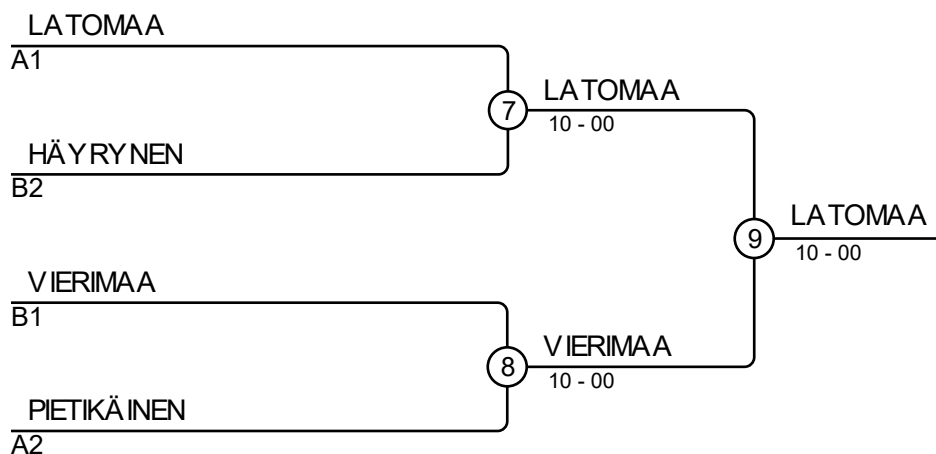 LATOMAA
A1
7
LATOMAA
10 - 00
HÄYRYNEN
B2
9
LATOMAA
10 - 00
VIERIMAA
B1
8
VIERIMAA
10 - 00
PIETIKÄINEN
A2